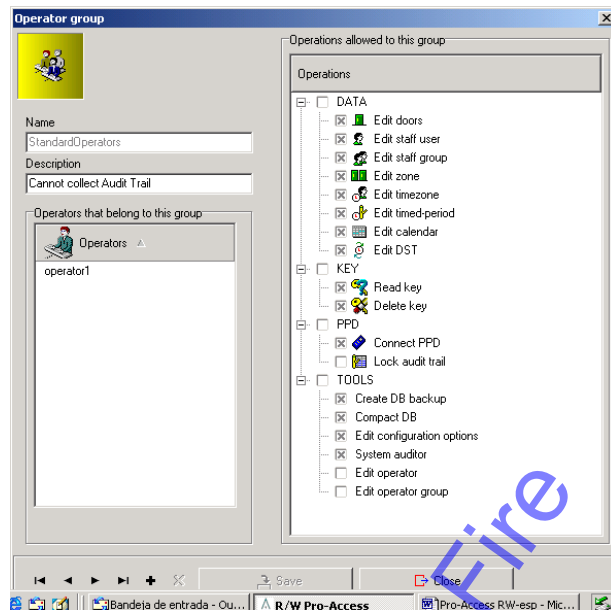 Operator group
Operations allowed to this group
Operations
Name
StandardOperators
Description
Cannot collect Audit Trail
Operators that belong to this group
Operators
operator1
DATA
Edit doors
Edit staff user
Edit staff group
Edit zone
Edit timezone
Edit timed-period
Edit calendar
Edit DST
KEY
Read key
Delete key
PPD
Connect PPD
Lock audit trail
TOOLS
Create DB backup
Compact DB
Edit configuration options
System auditor
Edit operator
Edit operator group
Save
Close
Bandeja de entrada - Ou...
R/W Pro-Access
Pro-Access RW-esp - Mic...
Fire